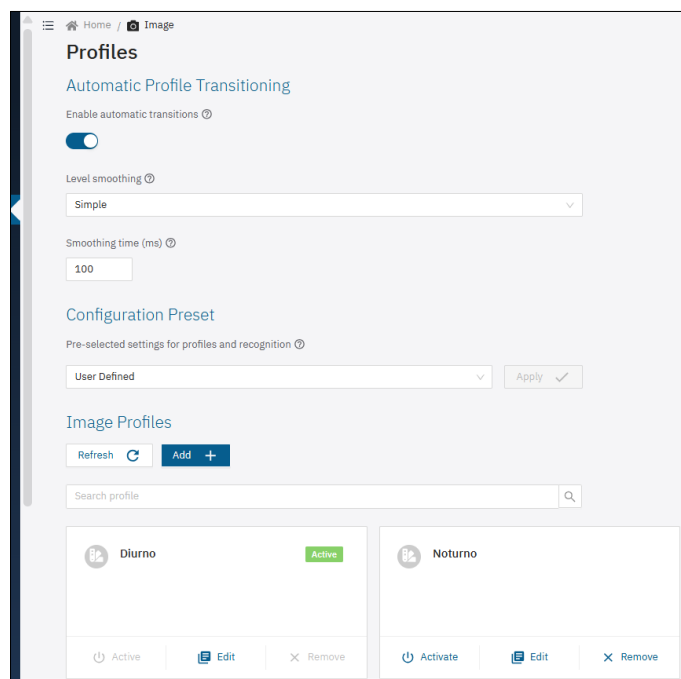 Home / Image
Profiles
Automatic Profile Transitioning
Enable automatic transitions
Level smoothing
Simple
Smoothing time (ms)
100
Configuration Preset
Pre-selected settings for profiles and recognition
User Defined Apply
Image Profiles
Refresh Add
Search profile
Diurno Active Noturno
Active Edit Remove Activate Edit Remove